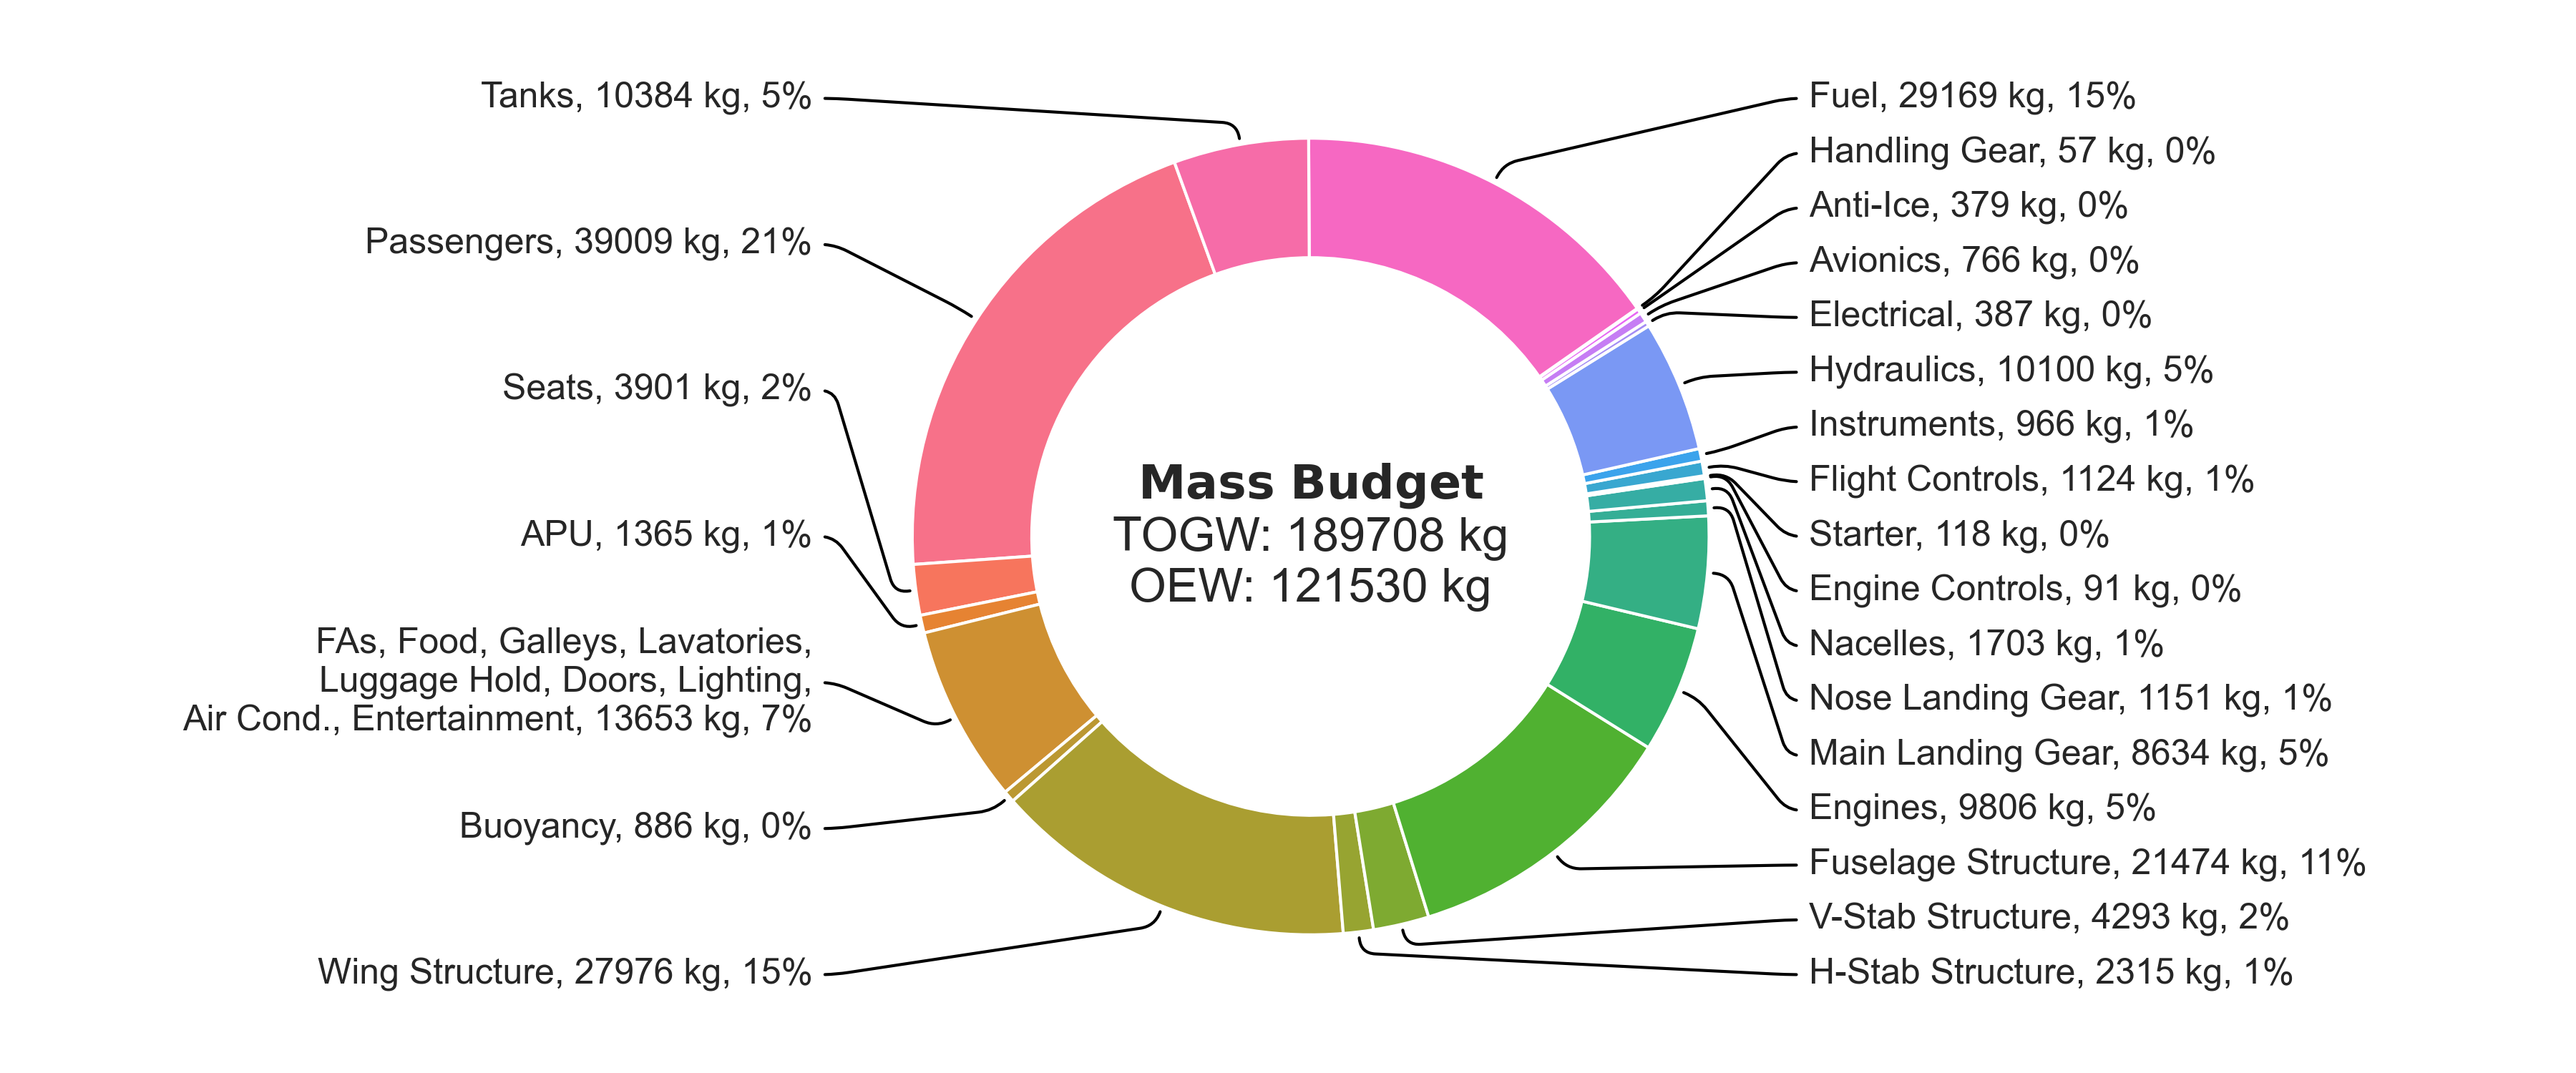 Tanks, 10384 kg, 5%
Passengers, 39009 kg, 21%
Seats, 3901 kg, 2%
APU, 1365 kg, 1%
FAs, Food, Galleys, Lavatories,
Luggage Hold, Doors, Lighting,
Air Cond., Entertainment, 13653 kg, 7%
Buoyancy, 886 kg, 0%
Wing Structure, 27976 kg, 15%
Mass Budget
TOGW: 189708 kg
OEW: 121530 kg
Fuel, 29169 kg, 15%
Handling Gear, 57 kg, 0%
Anti-Ice, 379 kg, 0%
Avionics, 766 kg, 0%
Electrical, 387 kg, 0%
Hydraulics, 10100 kg, 5%
Instruments, 966 kg, 1%
Flight Controls, 1124 kg, 1%
Starter, 118 kg, 0%
Engine Controls, 91 kg, 0%
Nacelles, 1703 kg, 1%
Nose Landing Gear, 1151 kg, 1%
Main Landing Gear, 8634 kg, 5%
Engines, 9806 kg, 5%
Fuselage Structure, 21474 kg, 11%
V-Stab Structure, 4293 kg, 2%
H-Stab Structure, 2315 kg, 1%